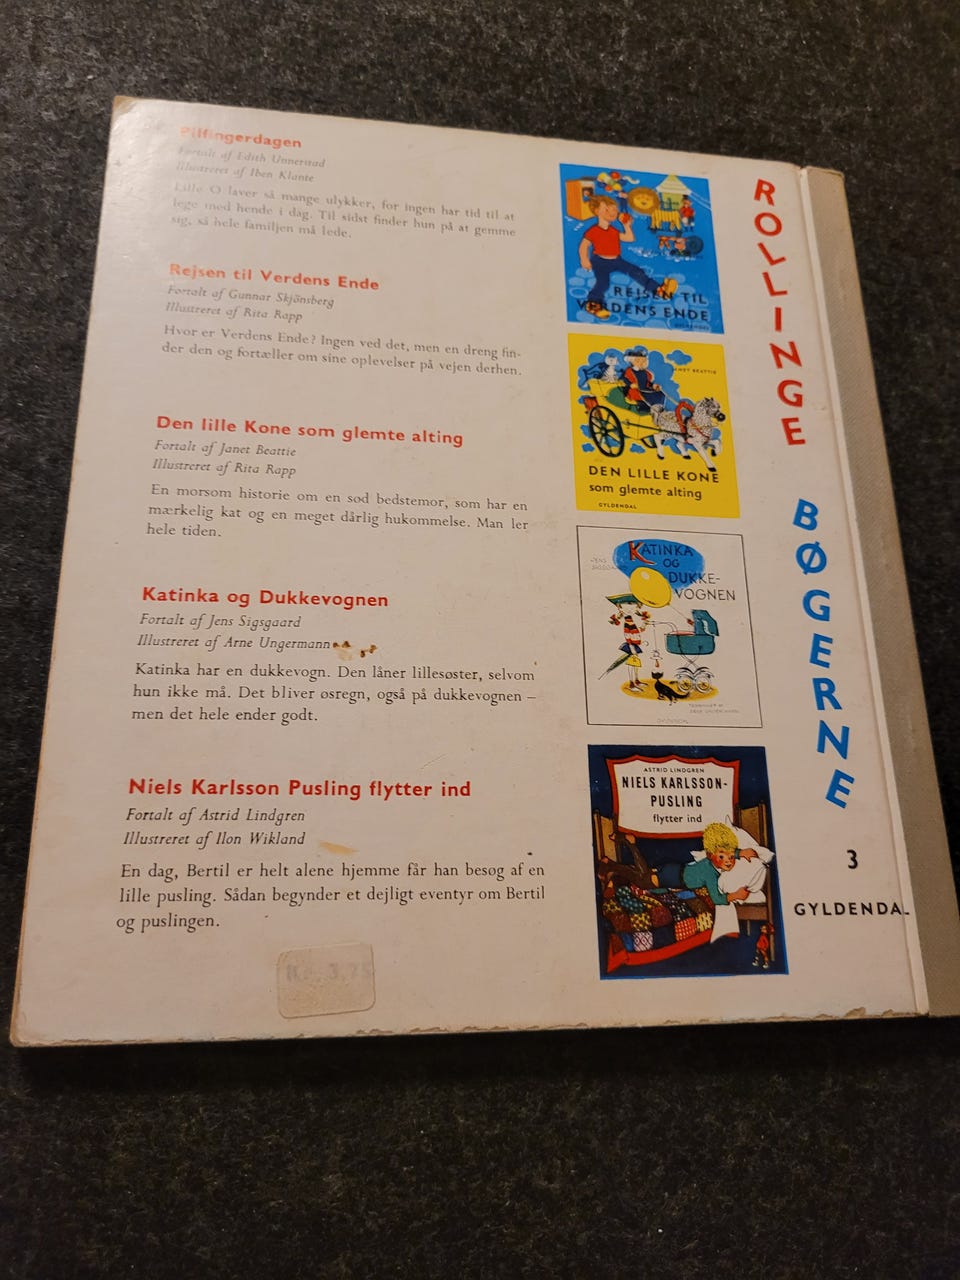 Pilfingerdagen
Fortalt af Edith Unnerstad
Illustreret af Iben Klante
Lille O laver så mange ulykker, for ingen har tid til at
lege med hende i dag. Til sidst finder hun på at gemme
sig, så hele familjen må lede.
Rejsen til Verdens Ende
Fortalt af Gunnar Skjönsberg
Illustreret af Rita Rapp
Hvor er Verdens Ende? Ingen ved det, men en dreng fin-
der den og fortæller om sine oplevelser på vejen derhen.
Den lille Kone som glemte alting
Fortalt af Janet Beattie
Illustreret af Rita Rapp
En morsom historie om en sød bedstemor, som har en
mærkelig kat og en meget dårlig hukommelse. Man ler
hele tiden.
Katinka og Dukkevognen
Fortalt af Jens Sigsgaard
Illustreret af Arne Ungermann
Katinka har en dukkevogn. Den låner lillesøster, selvom
hun ikke må. Det bliver øsregn, også på dukkevognen –
men det hele ender godt.
Niels Karlsson Pusling flytter ind
Fortalt af Astrid Lindgren
Illustreret af Ilon Wikland
En dag, Bertil er helt alene hjemme får han besøg af en
lille pusling. Sådan begynder et dejligt eventyr om Bertil
og puslingen.
Kr. 3,75
REJSEN TIL
VERDENS ENDE
GYLDENDAL
JANET BEATTIE
DEN LILLE KONE
som glemte alting
GYLDENDAL
JENS
SIGSGAARD
KATINKA
OG
DUKKE-
VOGNEN
GYLDENDAL
ASTRID LINDGREN
NIELS KARLSSON-
PUSLING
flytter ind
ROLLINGE
BØGERNE
3
GYLDENDAL